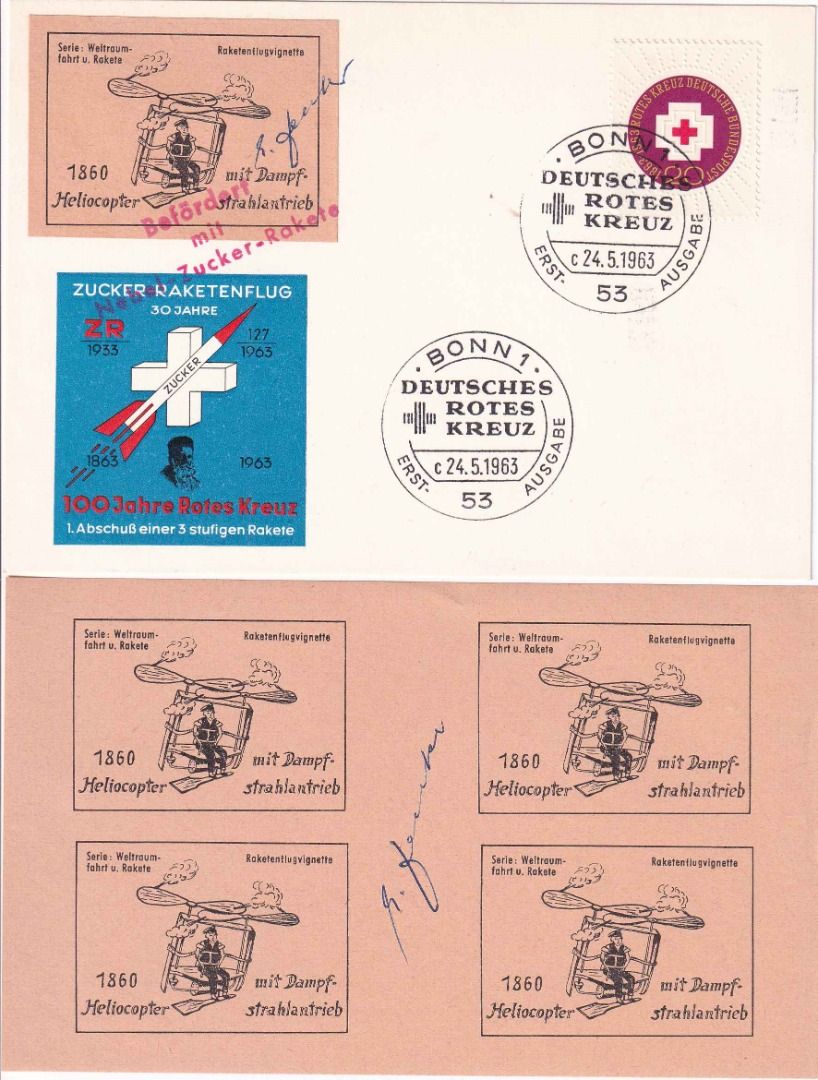 Serie: Weltraum-
fahrt u. Rakete
Raketenflugvignette
1860 mit Dampf-
Heliocopter strahlantrieb
Befördert
mit
Nebel-Zucker-Rakete
1863 · 1963 ROTES KREUZ DEUTSCHE BUNDESPOST
20
BONN 1
DEUTSCHES
ROTES
KREUZ
c 24.5.1963
ERST- AUSGABE
53
ZUCKER-RAKETENFLUG
30 JAHRE
ZR 127
1933 1963
ZUCKER
1863 1963
100 Jahre Rotes Kreuz
1. Abschuß einer 3 stufigen Rakete
BONN 1
DEUTSCHES
ROTES
KREUZ
c 24.5.1963
ERST- AUSGABE
53
Serie: Weltraum-
fahrt u. Rakete
Raketenflugvignette
1860 mit Dampf-
Heliocopter strahlantrieb
Serie: Weltraum-
fahrt u. Rakete
Raketenflugvignette
1860 mit Dampf-
Heliocopter strahlantrieb
Serie: Weltraum-
fahrt u. Rakete
Raketenflugvignette
1860 mit Dampf-
Heliocopter strahlantrieb
Serie: Weltraum-
fahrt u. Rakete
Raketenflugvignette
1860 mit Dampf-
Heliocopter strahlantrieb